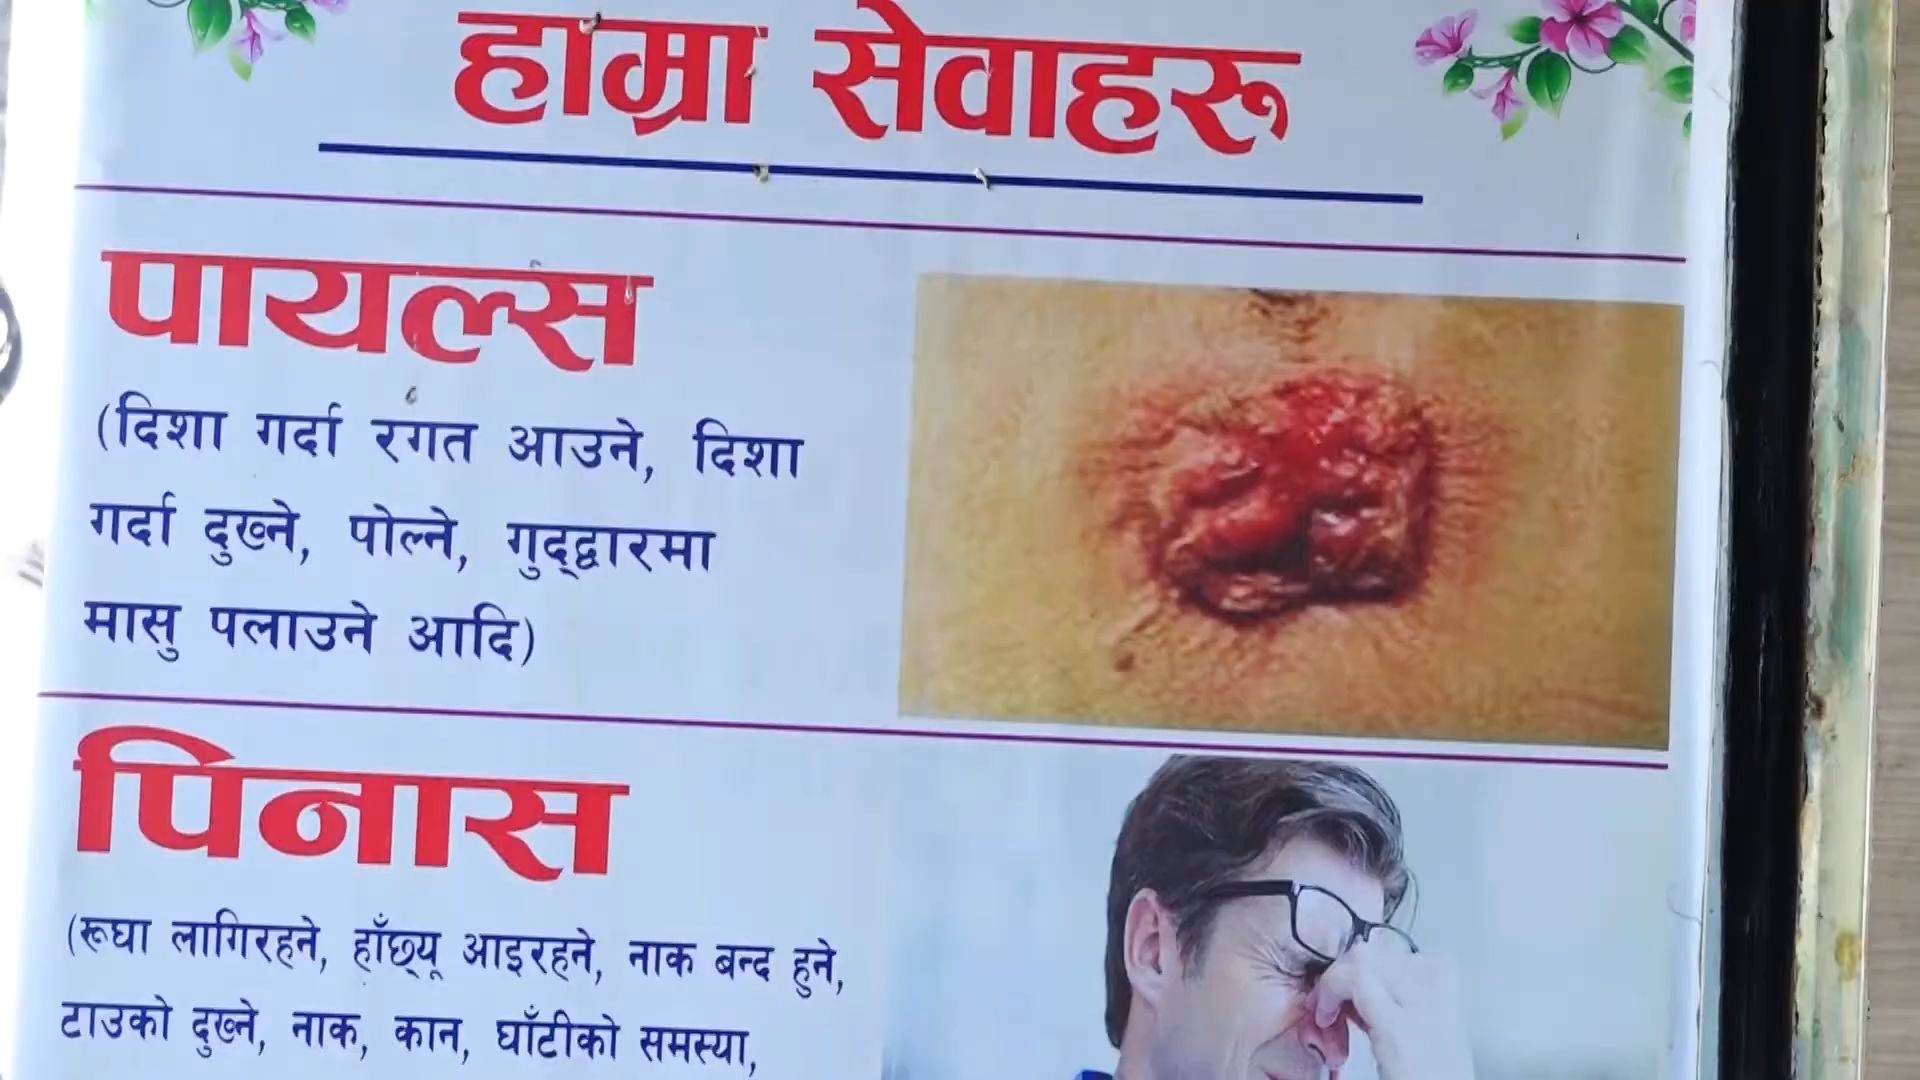 हाम्रा सेवाहरू
पायल्स
(दिशा गर्दा रगत आउने, दिशा
गर्दा दुख्ने, पोल्ने, गुद्द्वारमा
मासु पलाउने आदि)
पिनास
(रूघा लागिरहने, हाँछ्यू आइरहने, नाक बन्द हुने,
टाउको दुख्ने, नाक, कान, घाँटीको समस्या,